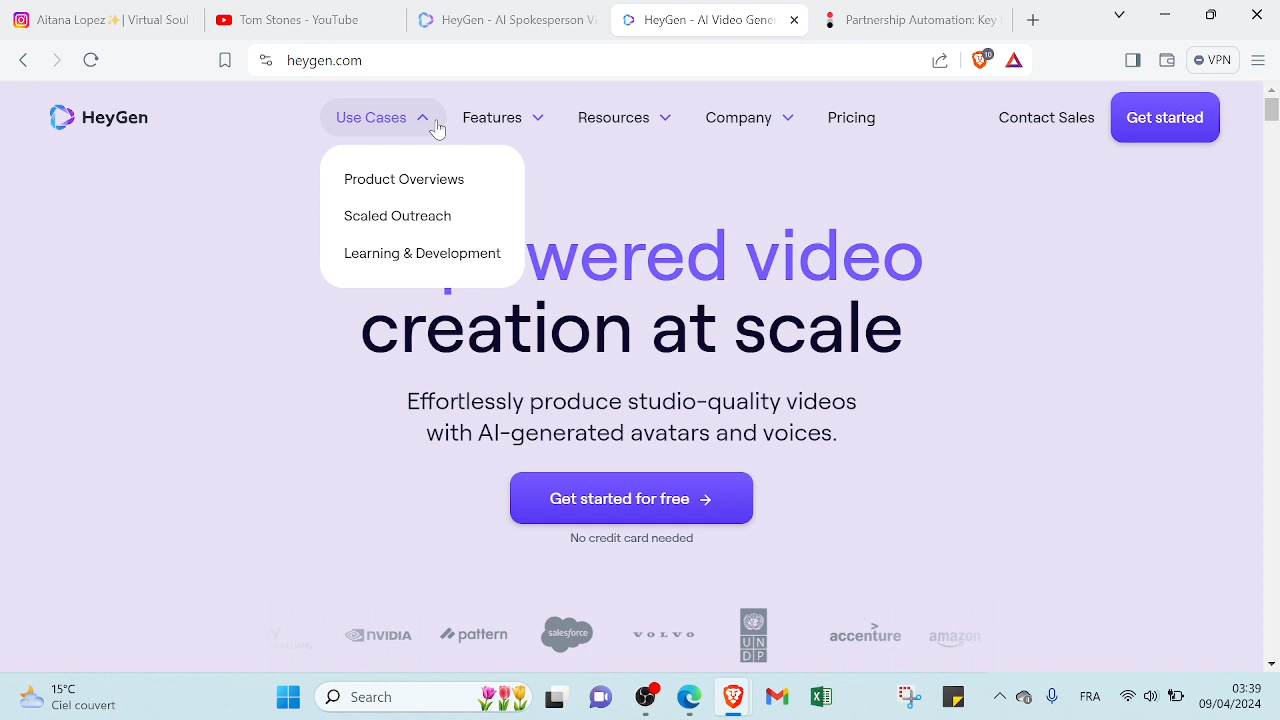 Aitana Lopez✨| Virtual Soul
Tom Stories - YouTube
HeyGen - AI Spokesperson Vi
HeyGen - AI Video Gener
Partnership Automation: Key
heygen.com
10
VPN
HeyGen
Use Cases
Features
Resources
Company
Pricing
Contact Sales
Get started
Product Overviews
Scaled Outreach
Learning & Development
wered video
creation at scale
Effortlessly produce studio-quality videos
with AI-generated avatars and voices.
Get started for free →
No credit card needed
NVIDIA
pattern
salesforce
VOLVO
UN
DP
accenture
amazon
15°C
Ciel couvert
Search
FRA
03:39
09/04/2024